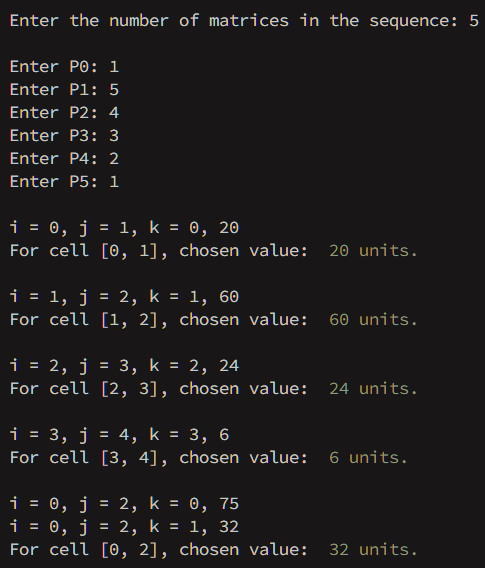 Enter the number of matrices in the sequence: 5
Enter P0: 1
Enter P1: 5
Enter P2: 4
Enter P3: 3
Enter P4: 2
Enter P5: 1
i = 0, j = 1, k = 0, 20
For cell [0, 1], chosen value:  20 units.
i = 1, j = 2, k = 1, 60
For cell [1, 2], chosen value:  60 units.
i = 2, j = 3, k = 2, 24
For cell [2, 3], chosen value:  24 units.
i = 3, j = 4, k = 3, 6
For cell [3, 4], chosen value:  6 units.
i = 0, j = 2, k = 0, 75
i = 0, j = 2, k = 1, 32
For cell [0, 2], chosen value:  32 units.